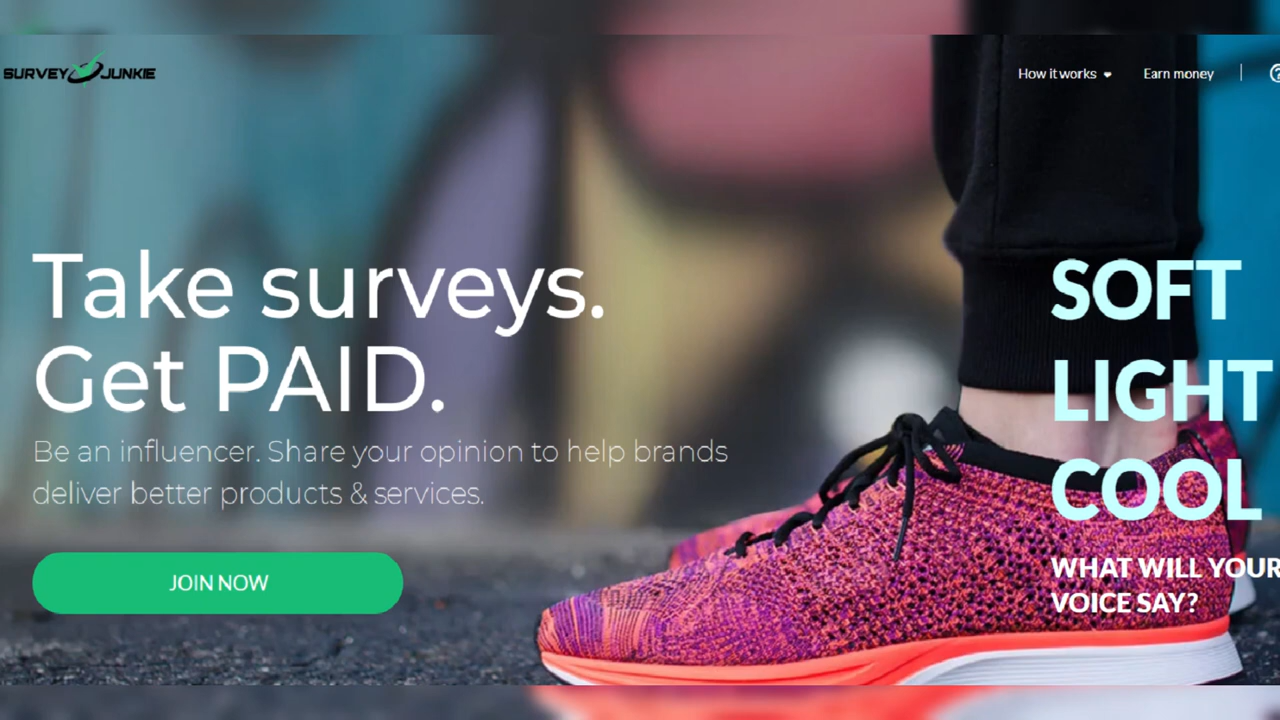 SURVEY JUNKIE
How it works
Earn money
Take surveys.
Get PAID.
Be an influencer. Share your opinion to help brands
deliver better products & services.
JOIN NOW
SOFT
LIGHT
COOL
WHAT WILL YOUR
VOICE SAY?